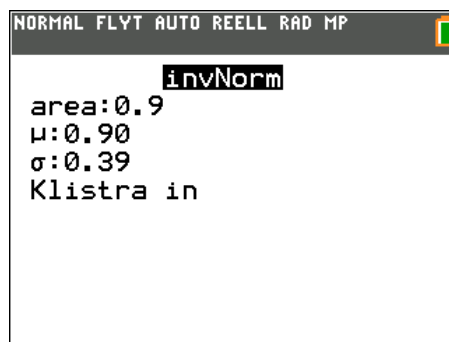 NORMAL FLYT AUTO REELL RAD MP
invNorm
area:0.9
μ:0.90
σ:0.39
Klistra in